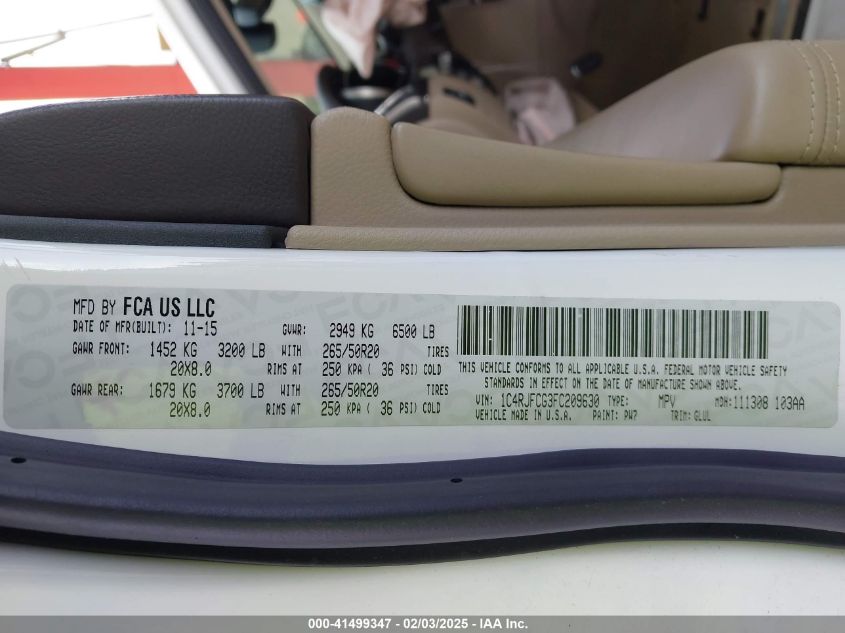 MFD BY FCA US LLC
DATE OF MFR(BUILT): 11-15 GVWR: 2949 KG 6500 LB
GAWR FRONT: 1452 KG 3200 LB WITH 265/50R20 TIRES
20X8.0 RIMS AT 250 KPA ( 36 PSI) COLD
GAWR REAR: 1679 KG 3700 LB WITH 265/50R20 TIRES
20X8.0 RIMS AT 250 KPA ( 36 PSI) COLD
THIS VEHICLE CONFORMS TO ALL APPLICABLE U.S.A. FEDERAL MOTOR VEHICLE SAFETY
STANDARDS IN EFFECT ON THE DATE OF MANUFACTURE SHOWN ABOVE.
VIN: 1C4RJFCG3FC209630 TYPE: MPV MDH: 111308 103AA
VEHICLE MADE IN U.S.A. PAINT: PW7 TRIM: GLUL
000-41499347 - 02/03/2025 - IAA Inc.